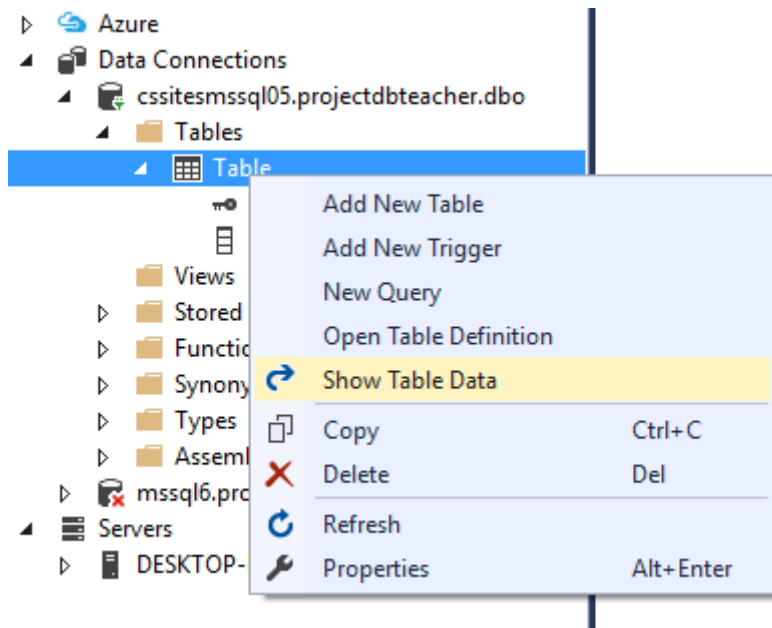 Azure
Data Connections
cssitesmssql05.projectdbteacher.dbo
Tables
Table
Add New Table
Add New Trigger
Views
New Query
Stored
Open Table Definition
Functio
Synony
Show Table Data
Types
Copy Ctrl+C
Asseml
Delete Del
mssql6.pro
Servers
Refresh
DESKTOP-
Properties Alt+Enter